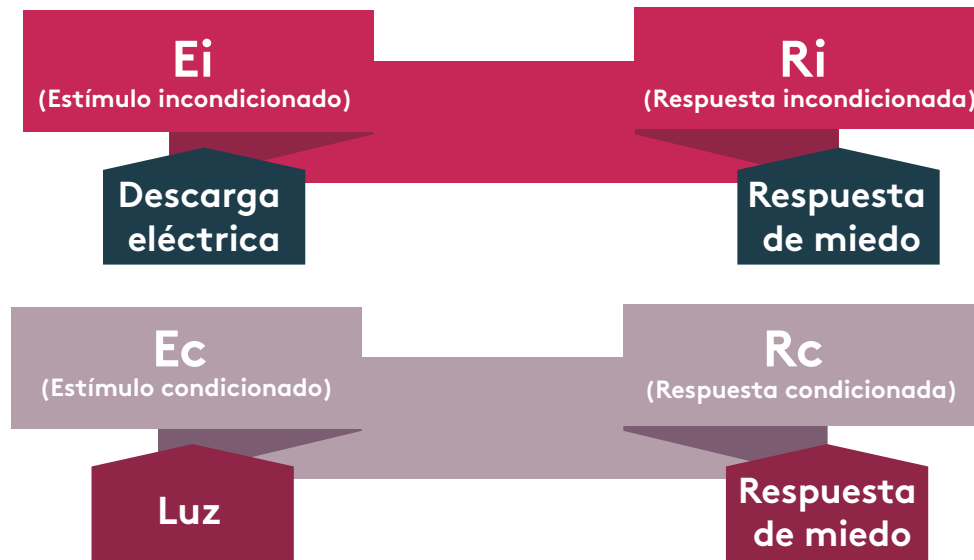 Ei
(Estímulo incondicionado)
Ri
(Respuesta incondicionada)
Descarga
eléctrica
Respuesta
de miedo
Ec
(Estímulo condicionado)
Rc
(Respuesta condicionada)
Luz
Respuesta
de miedo